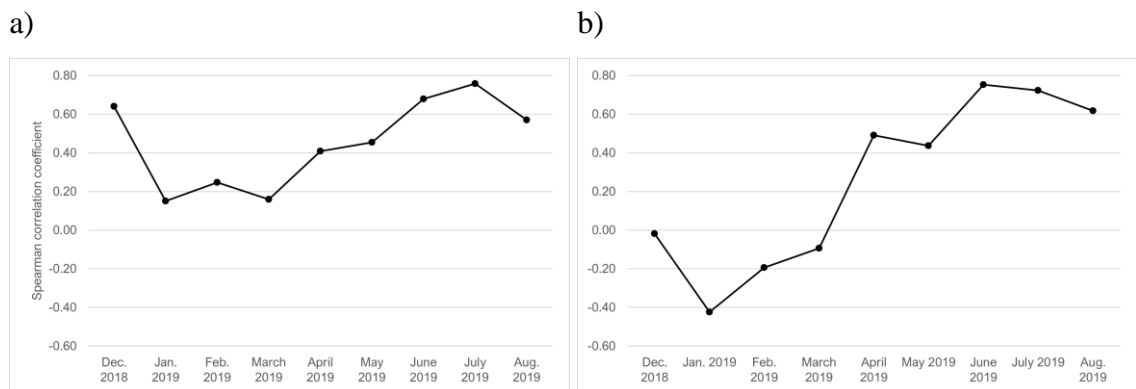 a)
b)
Spearman correlation coefficient
0.80
0.60
0.40
0.20
0.00
-0.20
-0.40
-0.60
Dec. 2018
Jan. 2019
Feb. 2019
March 2019
April 2019
May 2019
June 2019
July 2019
Aug. 2019
0.80
0.60
0.40
0.20
0.00
-0.20
-0.40
-0.60
Dec. 2018
Jan. 2019
Feb. 2019
March 2019
April 2019
May 2019
June 2019
July 2019
Aug. 2019